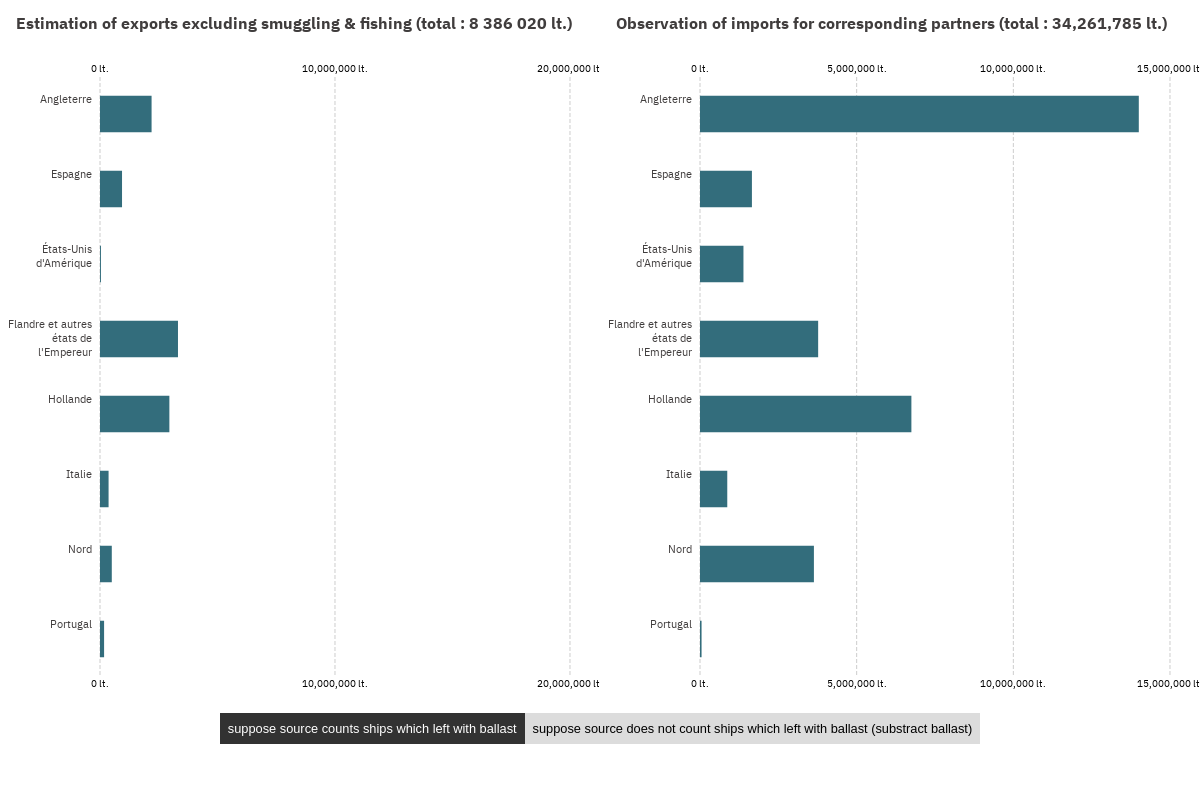 Estimation of exports excluding smuggling & fishing (total : 8 386 020 lt.)
0 lt.
10,000,000 lt.
20,000,000 lt
Angleterre
Espagne
États-Unis
d'Amérique
Flandre et autres
états de
l'Empereur
Hollande
Italie
Nord
Portugal
0 lt.
10,000,000 lt.
20,000,000 lt
Observation of imports for corresponding partners (total : 34,261,785 lt.)
0 lt.
5,000,000 lt.
10,000,000 lt.
15,000,000 lt
Angleterre
Espagne
États-Unis
d'Amérique
Flandre et autres
états de
l'Empereur
Hollande
Italie
Nord
Portugal
0 lt.
5,000,000 lt.
10,000,000 lt.
15,000,000 lt
suppose source counts ships which left with ballast
suppose source does not count ships which left with ballast (substract ballast)